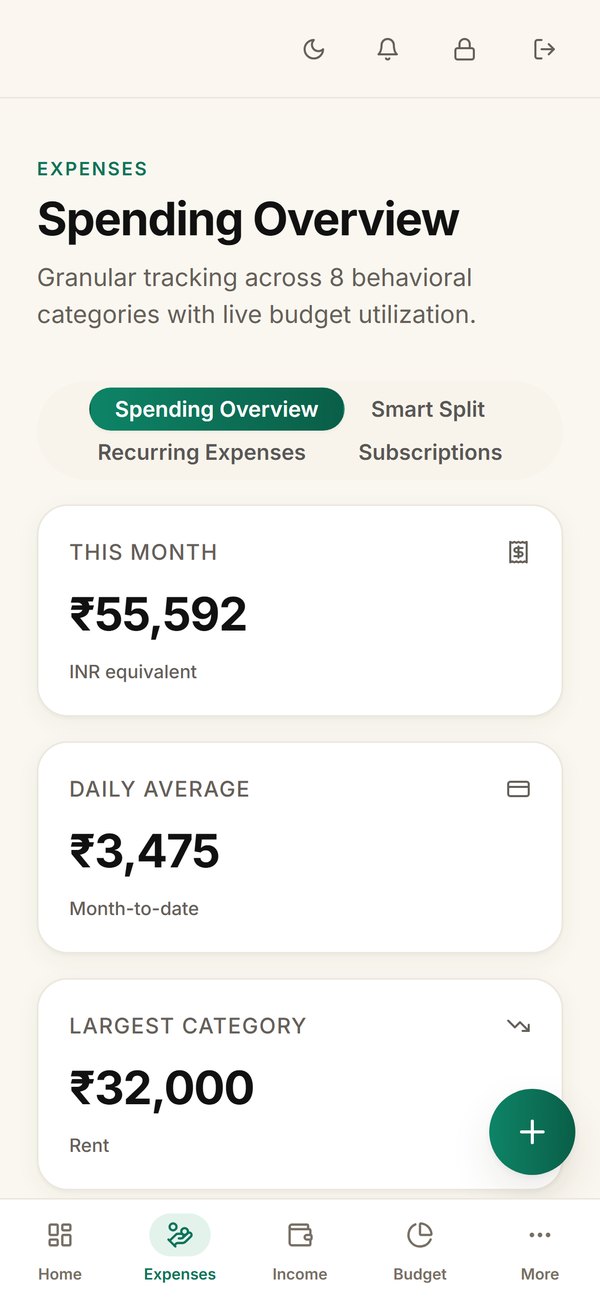 EXPENSES
Spending Overview
Granular tracking across 8 behavioral
categories with live budget utilization.
Spending Overview Smart Split
Recurring Expenses Subscriptions
THIS MONTH
₹55,592
INR equivalent
DAILY AVERAGE
₹3,475
Month-to-date
LARGEST CATEGORY
₹32,000
Rent
Home Expenses Income Budget More